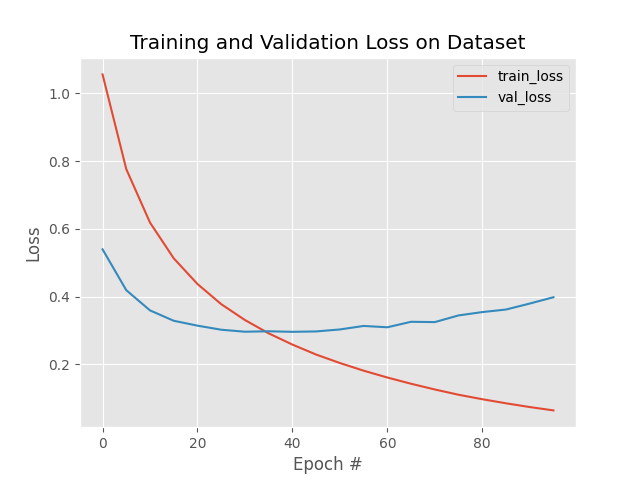 Training and Validation Loss on Dataset
train_loss
val_loss
1.0
0.8
0.6
0.4
0.2
Loss
0 20 40 60 80
Epoch #